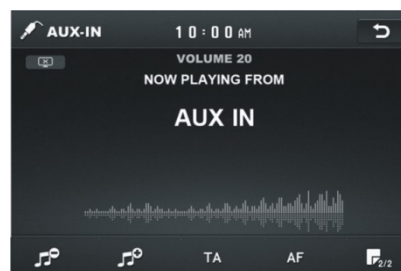 AUX-IN 10:00 AM
VOLUME 20
NOW PLAYING FROM
AUX IN
TA AF 2/2